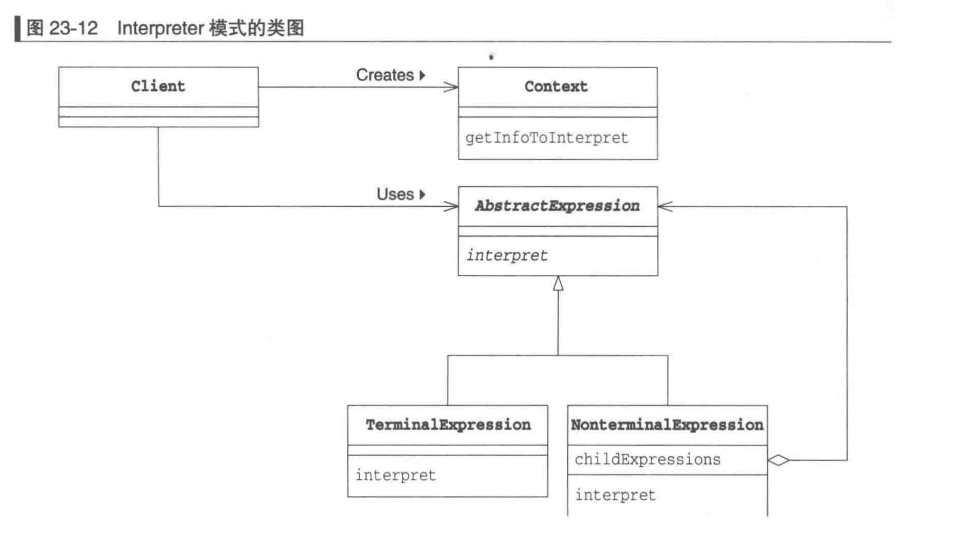 图 23-12 Interpreter 模式的类图
Client
Creates
Context
getInfoToInterpret
Uses
AbstractExpression
interpret
TerminalExpression
interpret
NonterminalExpression
childExpressions
interpret